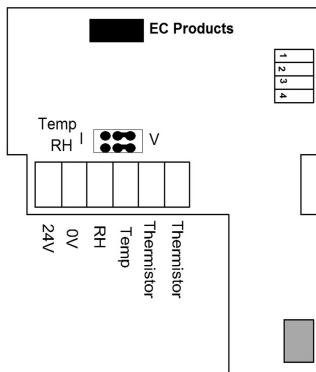 EC Products
1
2
3
4
Temp
I
V
RH
24V
0V
RH
Temp
Thermistor
Thermistor